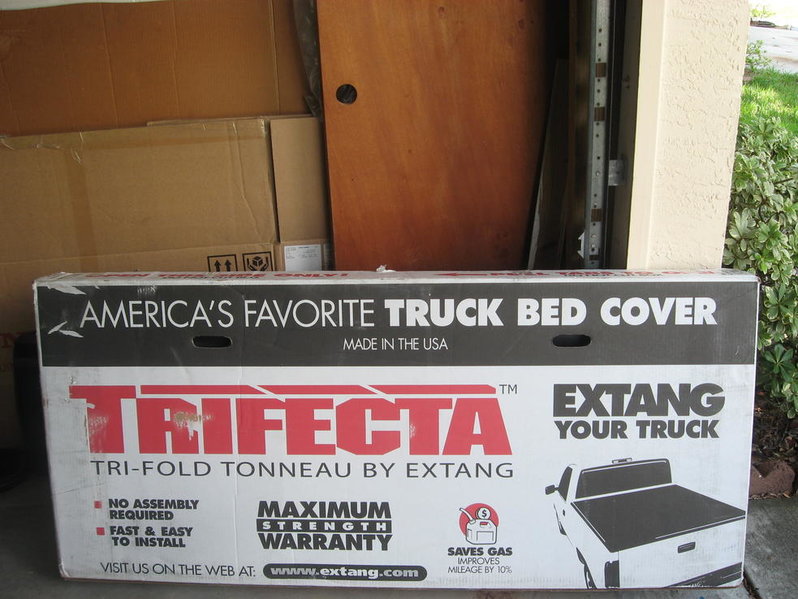 AMERICA'S FAVORITE TRUCK BED COVER
MADE IN THE USA
TRIFECTA™
TRI-FOLD TONNEAU BY EXTANG
EXTANG
YOUR TRUCK
NO ASSEMBLY
REQUIRED
FAST & EASY
TO INSTALL
MAXIMUM
STRENGTH
WARRANTY
$
SAVES GAS
IMPROVES
MILEAGE BY 10%
VISIT US ON THE WEB AT: www.extang.com